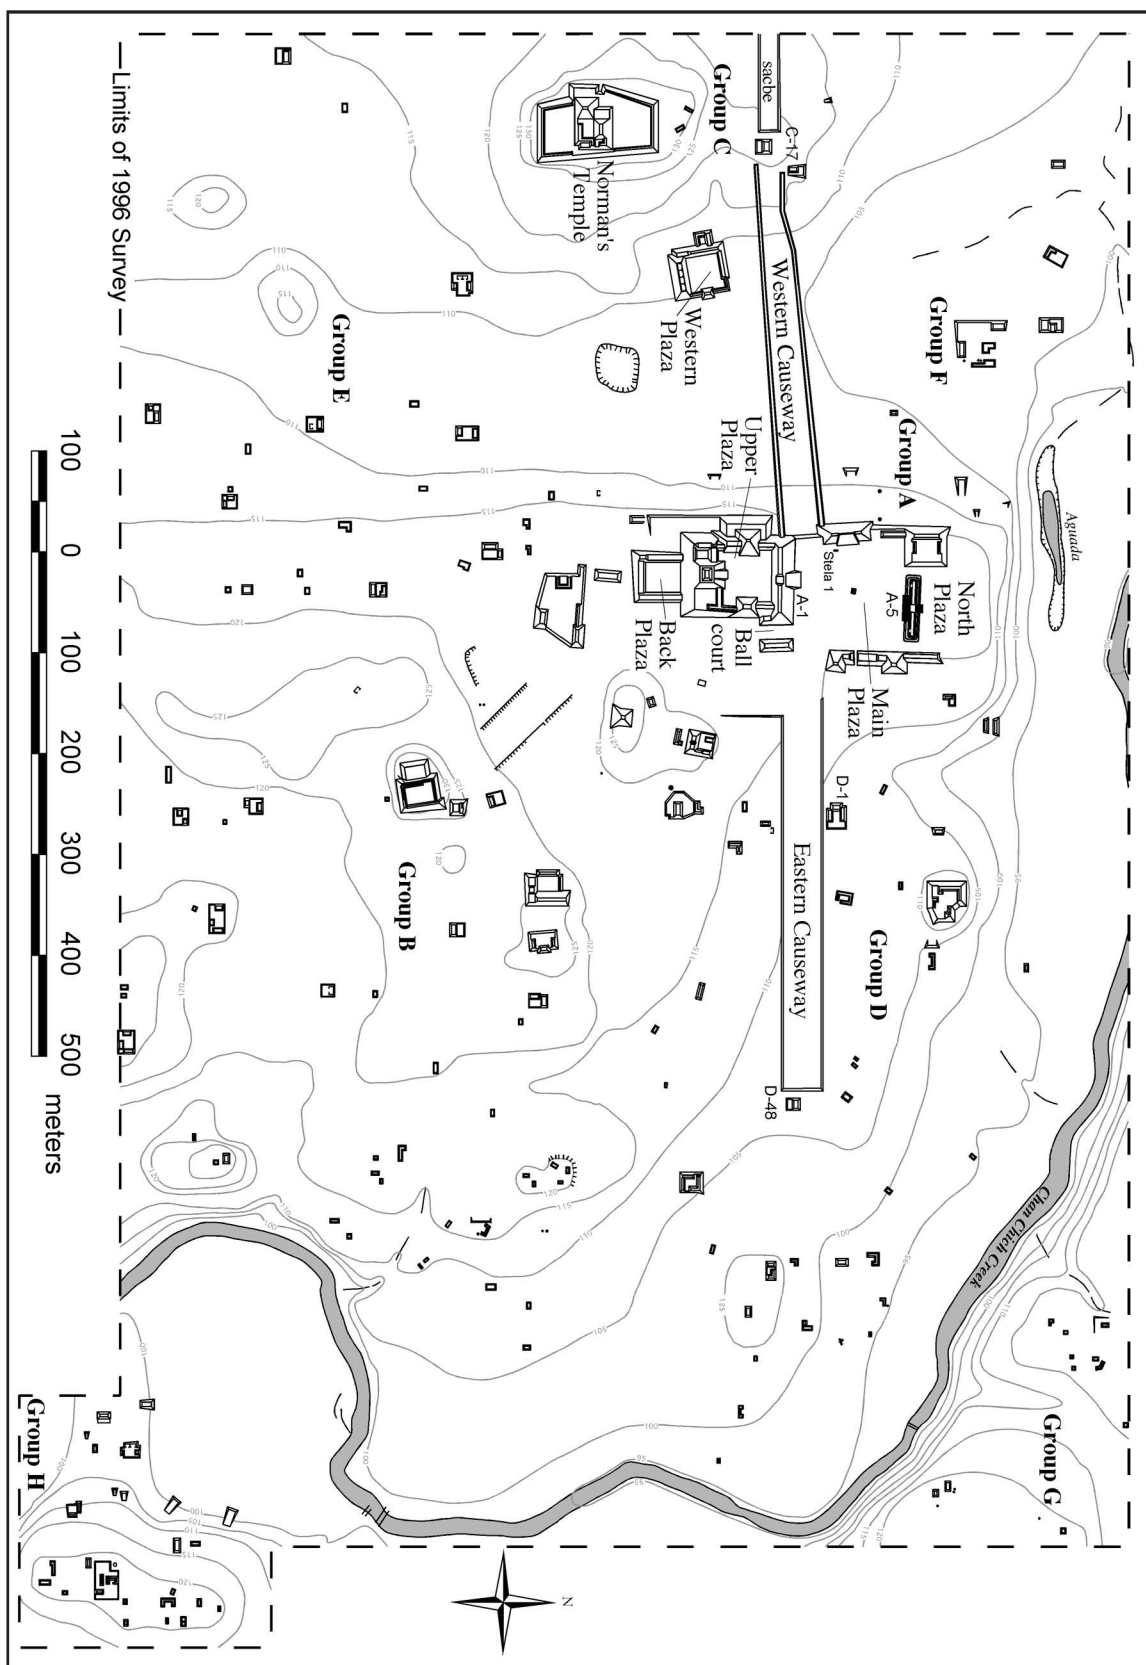 Aguada
Chan Chich Creek
Group G
Group F
North
Plaza
Group A
A-5
Main
Plaza
Group D
D-1
Stela 1
A-1
C-17
sacbe
Western Causeway
Eastern Causeway
D-48
Group C
Upper
Plaza
Ball
court
Western
Plaza
Back
Plaza
Norman's
Temple
N
Group B
Group E
Limits of 1996 Survey
100 0 100 200 300 400 500 meters
Group H